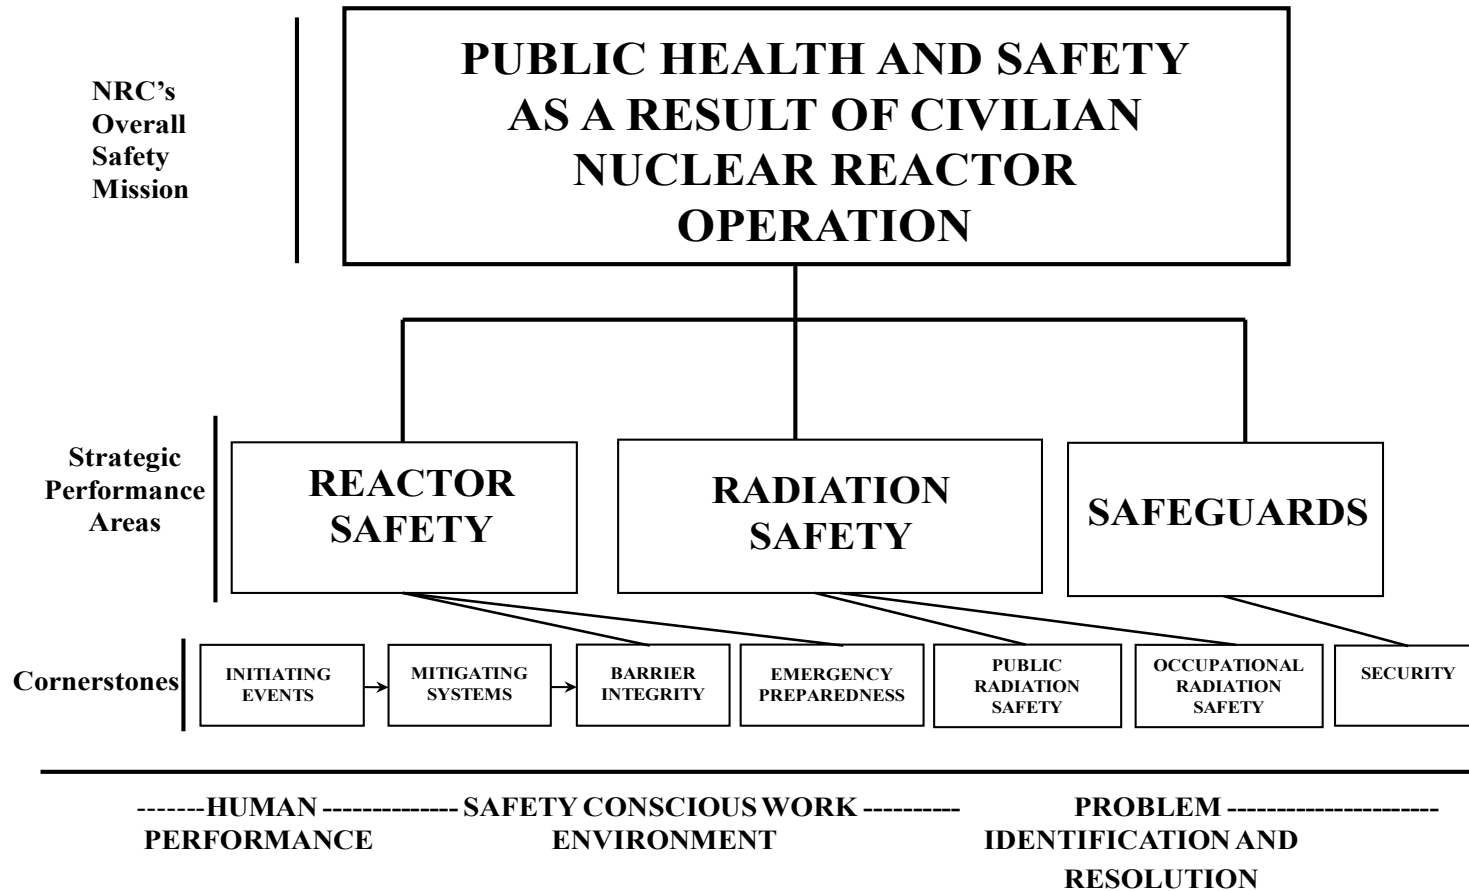 NRC's
Overall
Safety
Mission
PUBLIC HEALTH AND SAFETY
AS A RESULT OF CIVILIAN
NUCLEAR REACTOR
OPERATION
Strategic
Performance
Areas
REACTOR
SAFETY
RADIATION
SAFETY
SAFEGUARDS
Cornerstones
INITIATING
EVENTS
MITIGATING
SYSTEMS
BARRIER
INTEGRITY
EMERGENCY
PREPAREDNESS
PUBLIC
RADIATION
SAFETY
OCCUPATIONAL
RADIATION
SAFETY
SECURITY
-------HUMAN -------------- SAFETY CONSCIOUS WORK ---------- PROBLEM ----------------------
PERFORMANCE ENVIRONMENT IDENTIFICATION AND
RESOLUTION